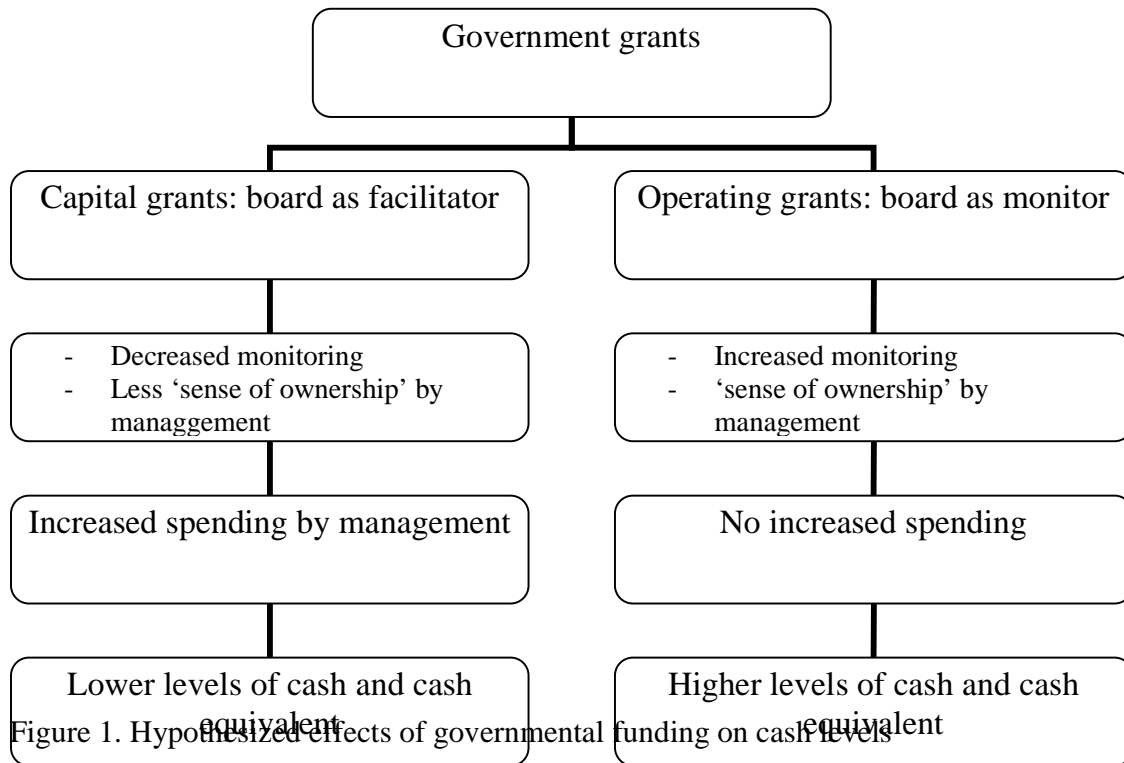 Government grants
Capital grants: board as facilitator
Operating grants: board as monitor
- Decreased monitoring
- Less ‘sense of ownership’ by
managgement
- Increased monitoring
- ‘sense of ownership’ by
management
Increased spending by management
No increased spending
Lower levels of cash and cash
equivalent
Higher levels of cash and cash
equivalent
Figure 1. Hypothesized effects of governmental funding on cash levels